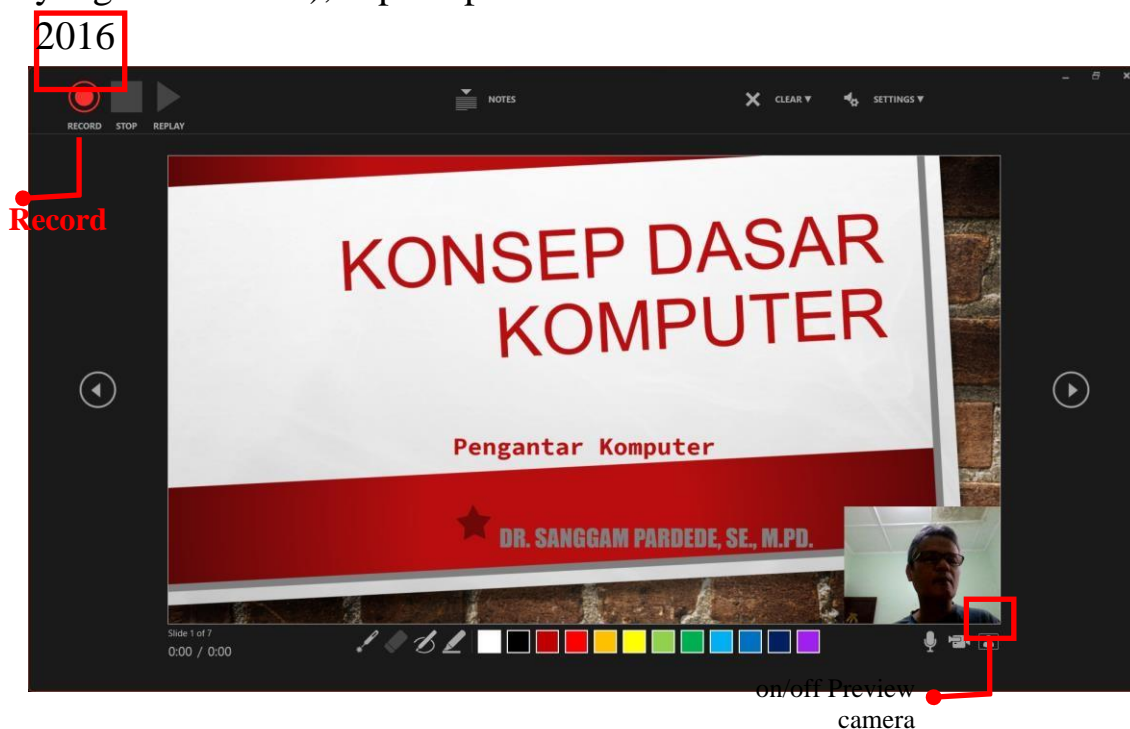 2016
RECORD STOP REPLAY
NOTES
CLEAR
SETTINGS
Record
KONSEP DASAR
KOMPUTER
Pengantar Komputer
DR. SANGGAM PARDEDE, SE., M.PD.
Slide 1 of 7
0:00 / 0:00
on/off Preview
camera